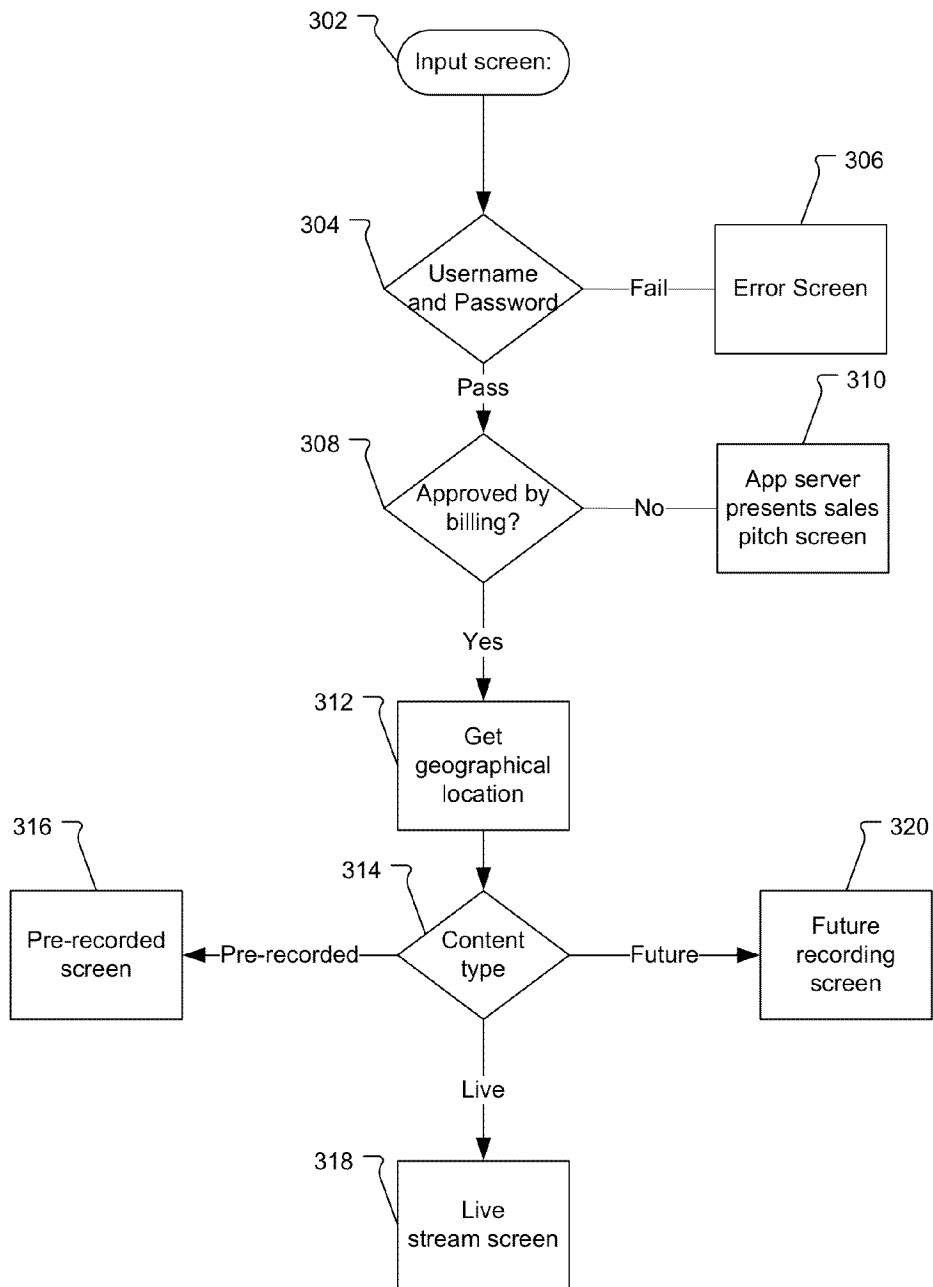 302
Input screen:
306
304
Username
and Password
Fail
Error Screen
Pass
310
308
Approved by
billing?
No
App server
presents sales
pitch screen
Yes
312
Get
geographical
location
316
320
314
Pre-recorded
screen
Pre-recorded
Content
type
Future
Future
recording
screen
Live
318
Live
stream screen